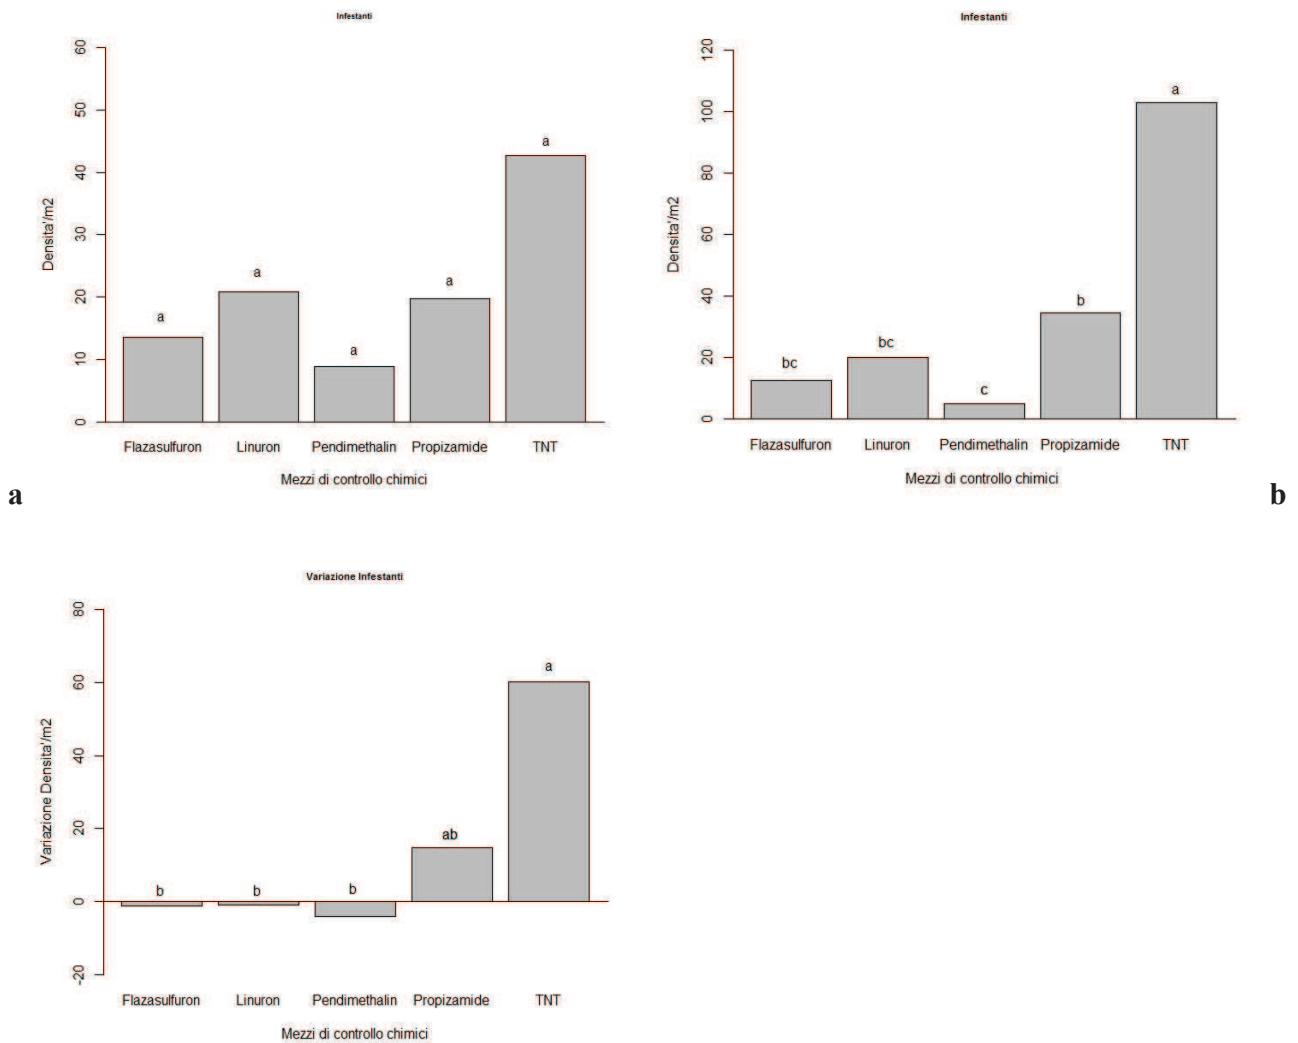 Infestanti
60
50
40
30
20
10
0
Densita'/m2
a
a
a
a
a
Flazasulfuron Linuron Pendimethalin Propizamide TNT
Mezzi di controllo chimici
a
Infestanti
120
100
80
60
40
20
0
Densita'/m2
bc
bc
c
b
a
Flazasulfuron Linuron Pendimethalin Propizamide TNT
Mezzi di controllo chimici
b
Variazione Infestanti
80
60
40
20
0
-20
Variazione Densita'/m2
b
b
b
ab
a
Flazasulfuron Linuron Pendimethalin Propizamide TNT
Mezzi di controllo chimici